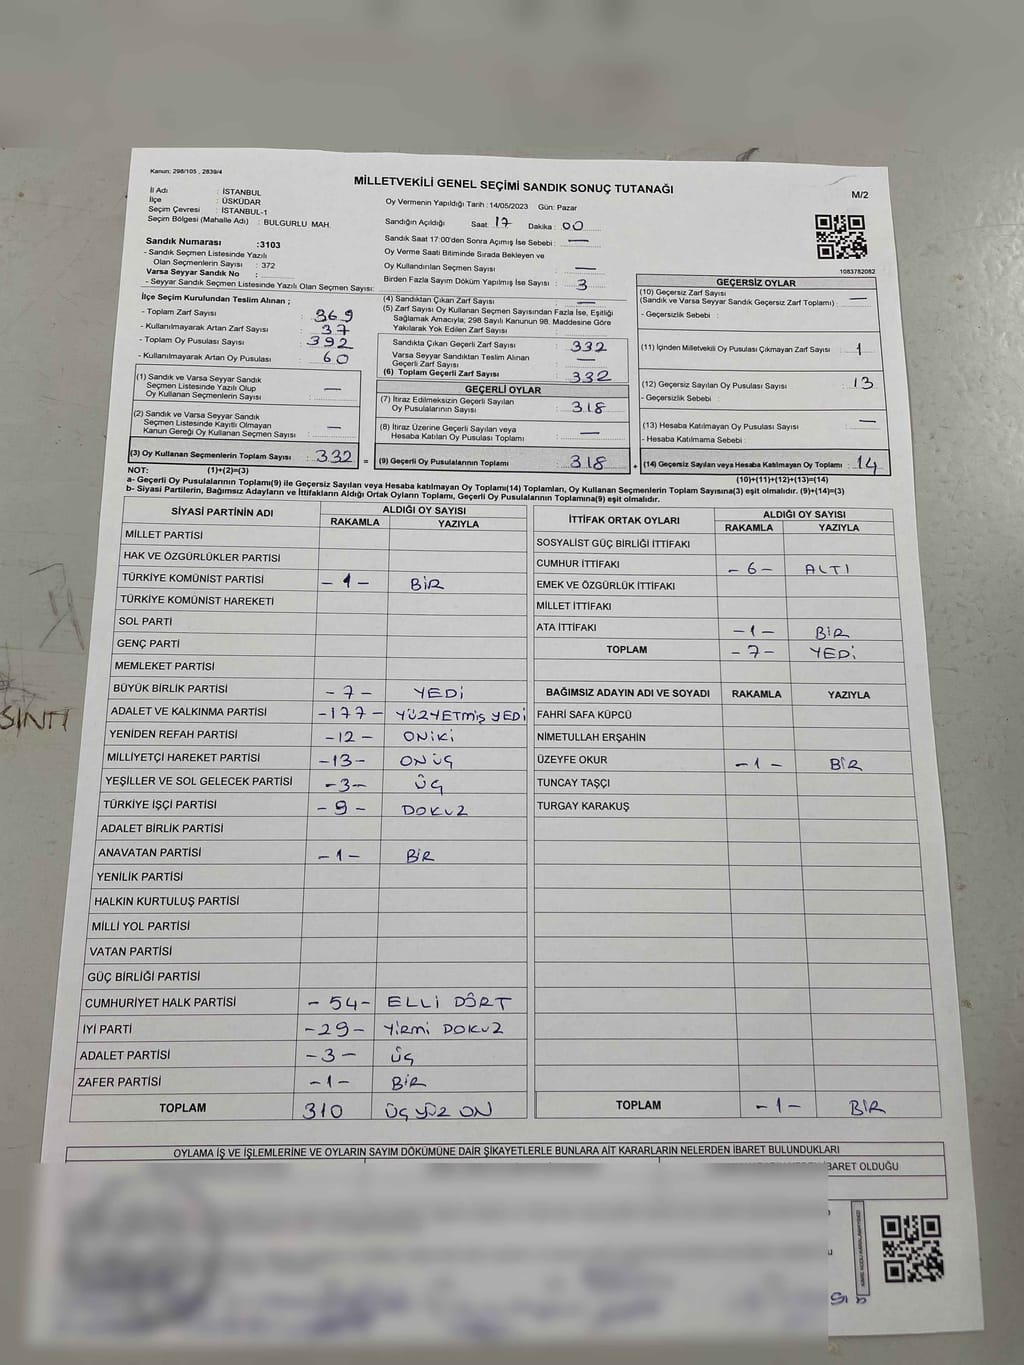 Kanun: 298/105 , 2839/4
MİLLETVEKİLİ GENEL SEÇİMİ SANDIK SONUÇ TUTANAĞI
M/2
İl Adı : İSTANBUL
İlçe : ÜSKÜDAR
Seçim Çevresi : İSTANBUL-1
Seçim Bölgesi (Mahalle Adı) : BULGURLU MAH.
Oy Vermenin Yapıldığı Tarih : 14/05/2023 Gün: Pazar
Sandığın Açıldığı Saat 17 Dakika : 00
Sandık Saat 17:00'den Sonra Açımış İse Sebebi : —
Oy Verme Saati Bitiminde Sırada Bekleyen ve
Oy Kullandırılan Seçmen Sayısı —
Birden Fazla Sayım Döküm Yapılmış İse Sayısı : 3
Sandık Numarası :3103
- Sandık Seçmen Listesinde Yazılı
Olan Seçmenlerin Sayısı : 372
Varsa Seyyar Sandık No :
- Seyyar Sandık Seçmen Listesinde Yazılı Olan Seçmen Sayısı:
İlçe Seçim Kurulundan Teslim Alınan ;
- Toplam Zarf Sayısı : 369
- Kullanılmayarak Artan Zarf Sayısı : 37
- Toplam Oy Pusulası Sayısı : 392
- Kullanılmayarak Artan Oy Pusulası : 60
(1) Sandık ve Varsa Seyyar Sandık
Seçmen Listesinde Yazılı Olup
Oy Kullanan Seçmenlerin Sayısı : —
(2) Sandık ve Varsa Seyyar Sandık
Seçmen Listesinde Kayıtlı Olmayan
Kanun Gereği Oy Kullanan Seçmen Sayısı : —
(3) Oy Kullanan Seçmenlerin Toplam Sayısı : 332
(4) Sandıktan Çıkan Zarf Sayısı : —
(5) Zarf Sayısı Oy Kullanan Seçmen Sayısından Fazla İse, Eşitliği
Sağlamak Amacıyla; 298 Sayılı Kanunun 98. Maddesine Göre
Yakılarak Yok Edilen Zarf Sayısı :
Sandıkta Çıkan Geçerli Zarf Sayısı : 332
Varsa Seyyar Sandıktan Teslim Alınan
Geçerli Zarf Sayısı : —
(6) Toplam Geçerli Zarf Sayısı : 332
GEÇERLİ OYLAR
(7) İtiraz Edilmeksizin Geçerli Sayılan
Oy Pusulalarının Sayısı : 318
(8) İtiraz Üzerine Geçerli Sayılan veya
Hesaba Katılan Oy Pusulası Toplamı : —
= (9) Geçerli Oy Pusulalarının Toplamı : 318
1083782082
GEÇERSİZ OYLAR
(10) Geçersiz Zarf Sayısı
(Sandık ve Varsa Seyyar Sandık Geçersiz Zarf Toplamı) : —
- Geçersizlik Sebebi :
(11) İçinden Milletvekili Oy Pusulası Çıkmayan Zarf Sayısı : 1
(12) Geçersiz Sayılan Oy Pusulası Sayısı : 13
- Geçersizlik Sebebi :
(13) Hesaba Katılmayan Oy Pusulası Sayısı : —
- Hesaba Katılmama Sebebi :
+ (14) Geçersiz Sayılan veya Hesaba Katılmayan Oy Toplamı : 14
NOT: (1)+(2)=(3)
(10)+(11)+(12)+(13)=(14)
a- Geçerli Oy Pusulalarının Toplamı(9) ile Geçersiz Sayılan veya Hesaba katılmayan Oy Toplamı(14) Toplamları, Oy Kullanan Seçmenlerin Toplam Sayısına(3) eşit olmalıdır. (9)+(14)=(3)
b- Siyasi Partilerin, Bağımsız Adayların ve İttifakların Aldığı Ortak Oyların Toplamı, Geçerli Oy Pusulalarının Toplamına(9) eşit olmalıdır.
SİYASİ PARTİNİN ADI ALDIĞI OY SAYISI
RAKAMLA YAZIYLA
MİLLET PARTİSİ
HAK VE ÖZGÜRLÜKLER PARTİSİ
TÜRKİYE KOMÜNİST PARTİSİ -1- BİR
TÜRKİYE KOMÜNİST HAREKETİ
SOL PARTİ
GENÇ PARTİ
MEMLEKET PARTİSİ
BÜYÜK BİRLİK PARTİSİ -7- YEDİ
ADALET VE KALKINMA PARTİSİ -177- YÜZYETMİŞ YEDİ
YENİDEN REFAH PARTİSİ -12- ONİKİ
MİLLİYETÇİ HAREKET PARTİSİ -13- ONÜÇ
YEŞİLLER VE SOL GELECEK PARTİSİ -3- ÜÇ
TÜRKİYE İŞÇİ PARTİSİ -9- DOKUZ
ADALET BİRLİK PARTİSİ
ANAVATAN PARTİSİ -1- BİR
YENİLİK PARTİSİ
HALKIN KURTULUŞ PARTİSİ
MİLLİ YOL PARTİSİ
VATAN PARTİSİ
GÜÇ BİRLİĞİ PARTİSİ
CUMHURİYET HALK PARTİSİ -54- ELLİ DÖRT
İYİ PARTİ -29- YİRMİ DOKUZ
ADALET PARTİSİ -3- ÜÇ
ZAFER PARTİSİ -1- BİR
TOPLAM 310 ÜÇ YÜZ ON
İTTİFAK ORTAK OYLARI ALDIĞI OY SAYISI
RAKAMLA YAZIYLA
SOSYALİST GÜÇ BİRLİĞİ İTTİFAKI
CUMHUR İTTİFAKI -6- ALTI
EMEK VE ÖZGÜRLÜK İTTİFAKI
MİLLET İTTİFAKI
ATA İTTİFAKI -1- BİR
TOPLAM -7- YEDİ
BAĞIMSIZ ADAYIN ADI VE SOYADI RAKAMLA YAZIYLA
FAHRİ SAFA KÜPCÜ
NİMETULLAH ERŞAHİN
ÜZEYFE OKUR -1- BİR
TUNCAY TAŞÇI
TURGAY KARAKUŞ
TOPLAM -1- BİR
OYLAMA İŞ VE İŞLEMLERİNE VE OYLARIN SAYIM DÖKÜMÜNE DAİR ŞİKAYETLERLE BUNLARA AİT KARARLARIN NELERDEN İBARET BULUNDUKLARI
İBARET OLDUĞU